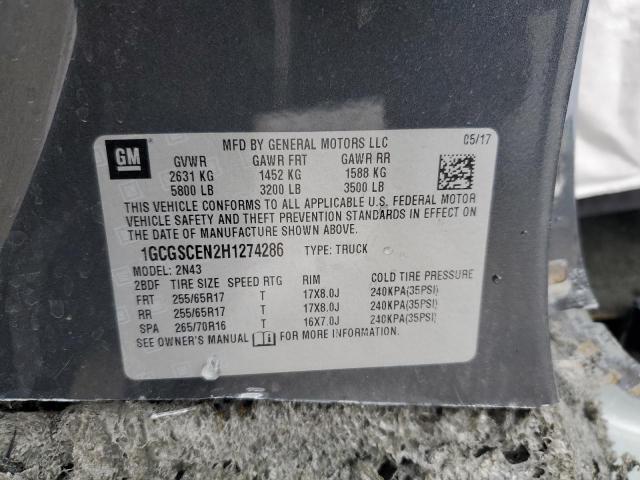 GM
MFD BY GENERAL MOTORS LLC 05/17
GVWR GAWR FRT GAWR RR
2631 KG 1452 KG 1588 KG
5800 LB 3200 LB 3500 LB
THIS VEHICLE CONFORMS TO ALL APPLICABLE U.S. FEDERAL MOTOR
VEHICLE SAFETY AND THEFT PREVENTION STANDARDS IN EFFECT ON
THE DATE OF MANUFACTURE SHOWN ABOVE.
1GCGSCEN2H1274286 TYPE: TRUCK
MODEL: 2N43
2BDF TIRE SIZE SPEED RTG RIM COLD TIRE PRESSURE
FRT 255/65R17 T 17X8.0J 240KPA(35PSI)
RR 255/65R17 T 17X8.0J 240KPA(35PSI)
SPA 265/70R16 T 16X7.0J 240KPA(35PSI)
SEE OWNER'S MANUAL FOR MORE INFORMATION.